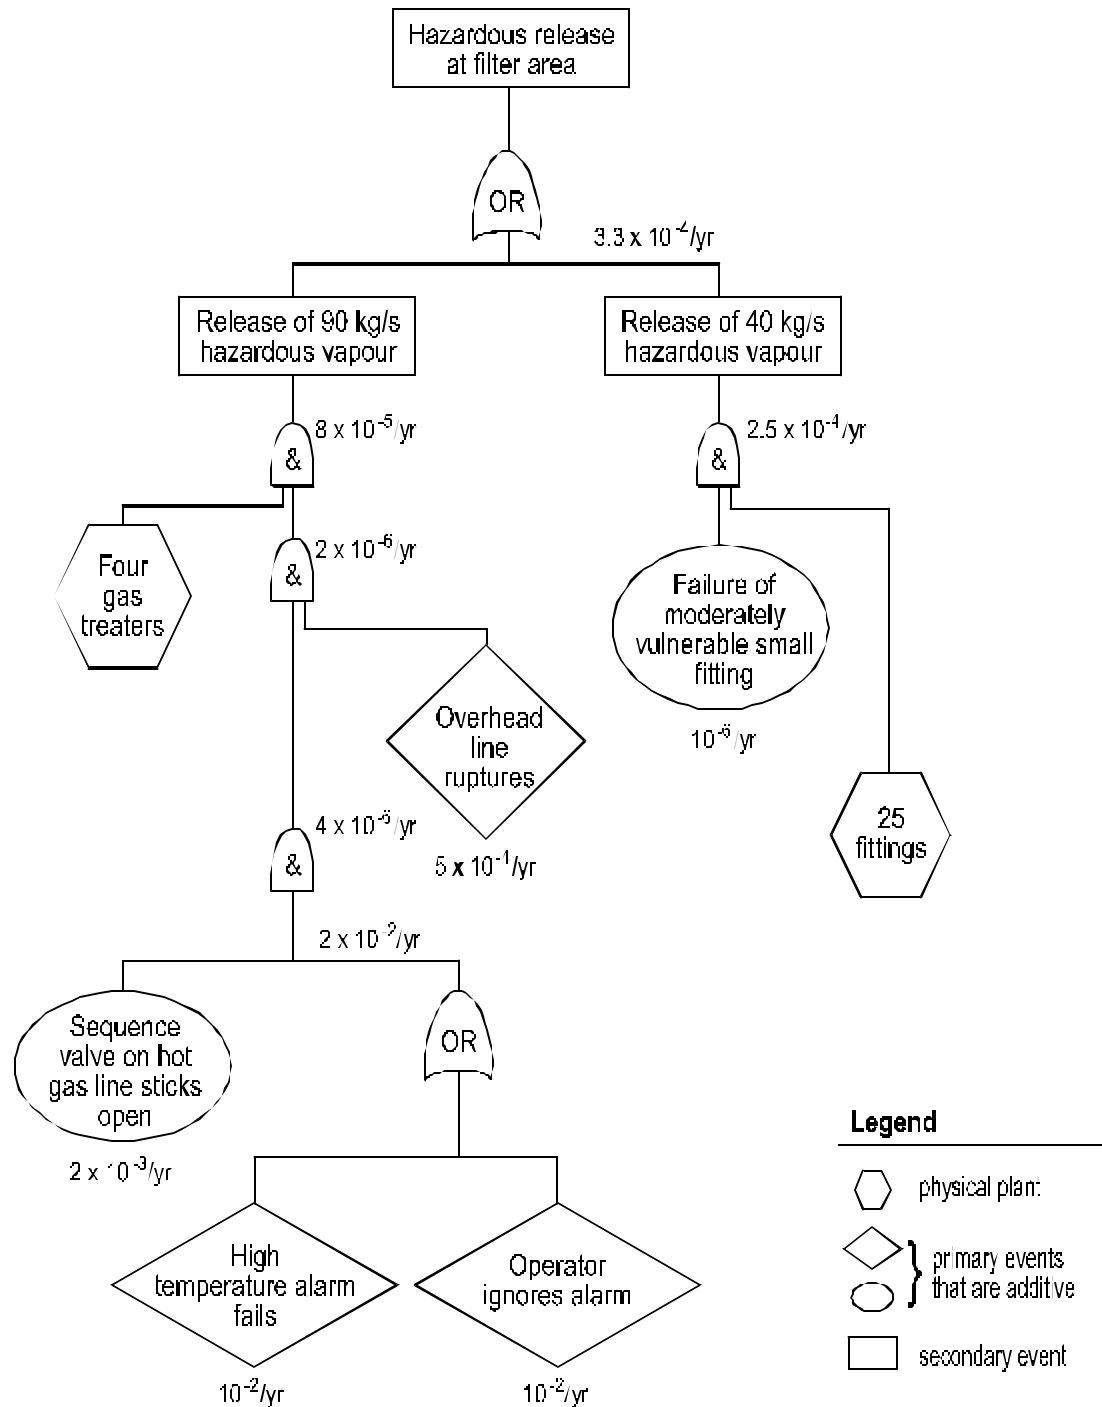 Hazardous release
at filter area
OR
3.3 x 10⁻⁴/yr
Release of 90 kg/s
hazardous vapour
Release of 40 kg/s
hazardous vapour
8 x 10⁻⁵/yr
&
2.5 x 10⁻⁴/yr
&
Four
gas
treaters
2 x 10⁻⁶/yr
&
Failure of
moderately
vulnerable small
fitting
10⁻⁶/yr
Overhead
line
ruptures
5 x 10⁻¹/yr
25
fittings
4 x 10⁻⁵/yr
&
2 x 10⁻²/yr
Sequence
valve on hot
gas line sticks
open
2 x 10⁻³/yr
OR
High
temperature alarm
fails
10⁻²/yr
Operator
ignores alarm
10⁻²/yr
Legend
physical plant
primary events
that are additive
secondary event